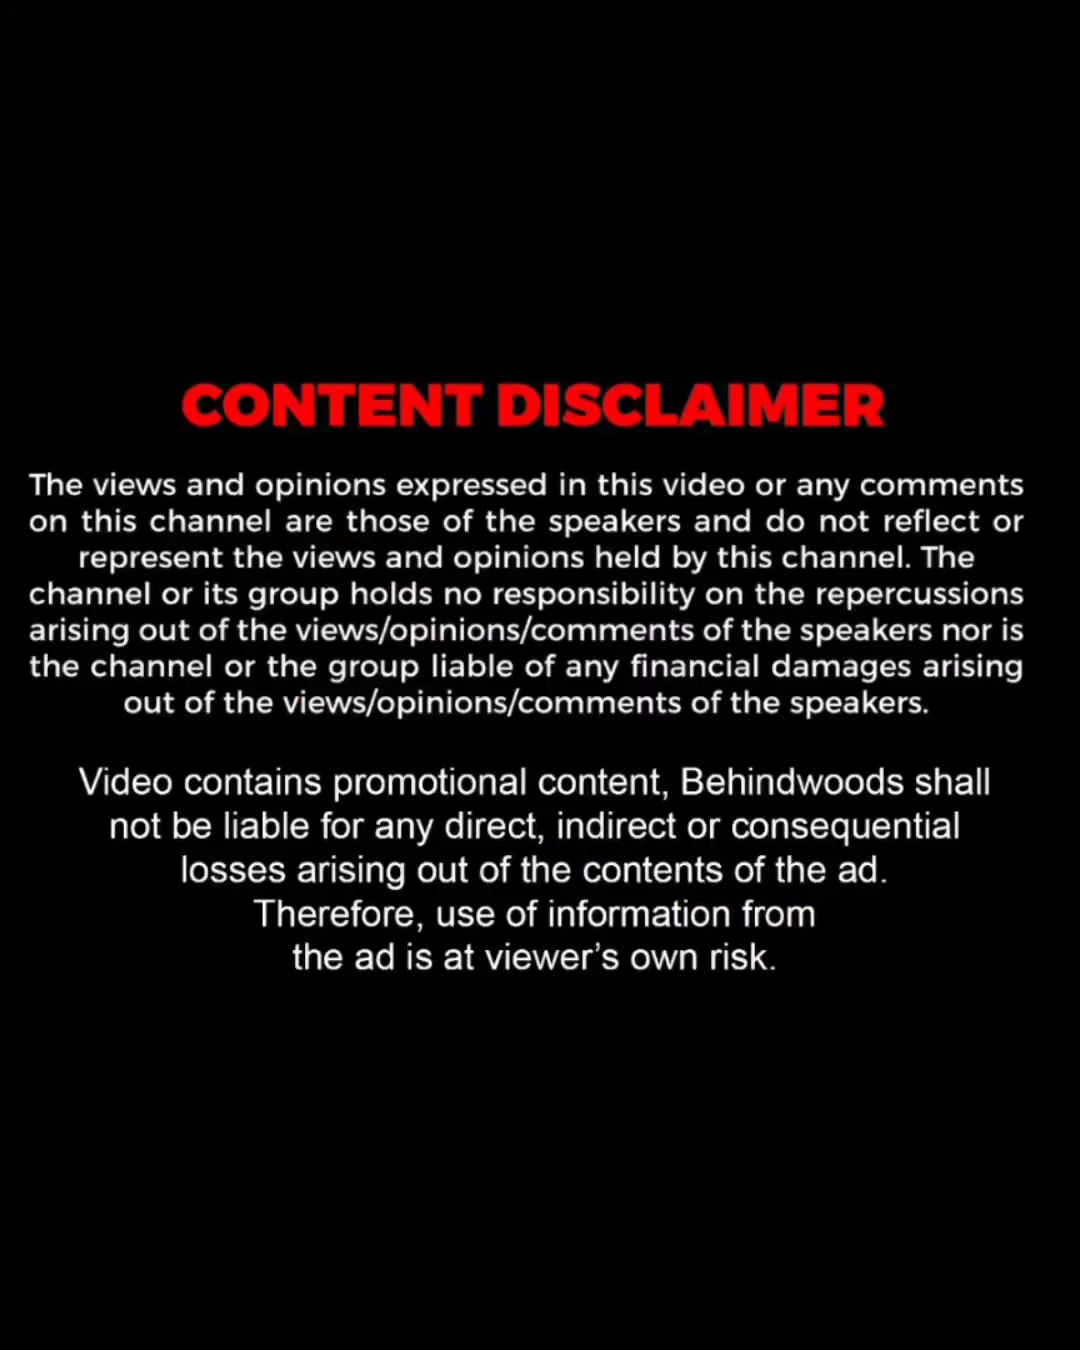 CONTENT DISCLAIMER
The views and opinions expressed in this video or any comments
on this channel are those of the speakers and do not reflect or
represent the views and opinions held by this channel. The
channel or its group holds no responsibility on the repercussions
arising out of the views/opinions/comments of the speakers nor is
the channel or the group liable of any financial damages arising
out of the views/opinions/comments of the speakers.
Video contains promotional content, Behindwoods shall
not be liable for any direct, indirect or consequential
losses arising out of the contents of the ad.
Therefore, use of information from
the ad is at viewer’s own risk.